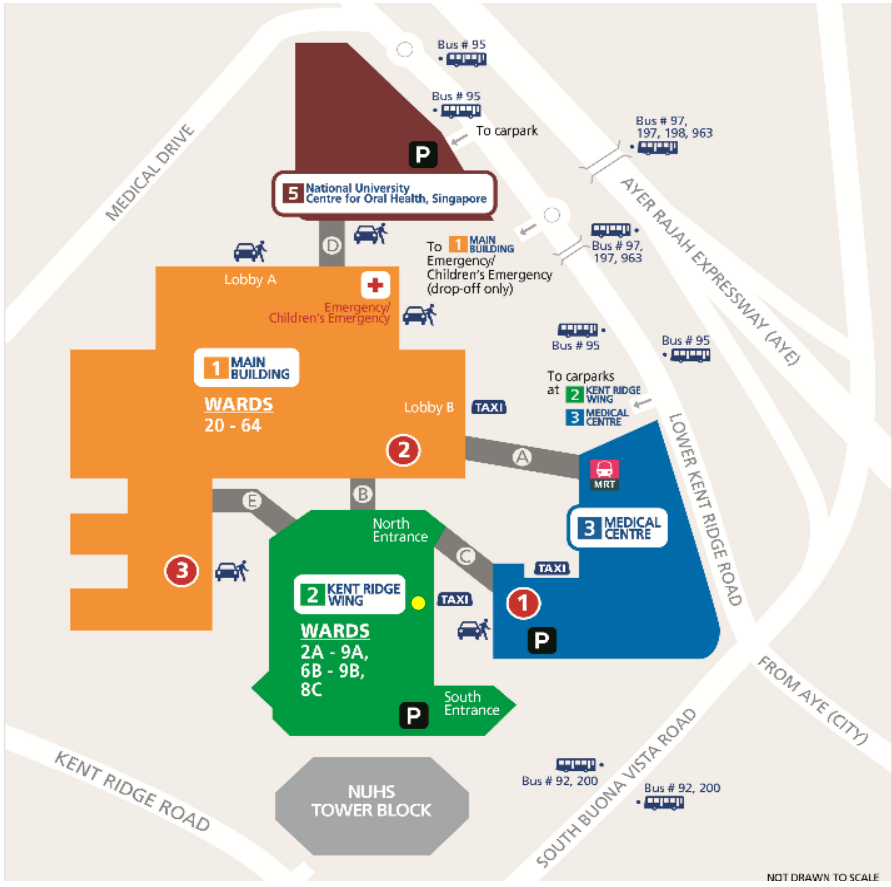 Bus # 95
Bus # 95
To carpark
P
Bus # 97,
197, 198, 963
MEDICAL DRIVE
5 National University
Centre for Oral Health, Singapore
AYER RAJAH EXPRESSWAY (AYE)
D
To 1 MAIN
BUILDING
Emergency/
Children's Emergency
(drop-off only)
Bus # 97,
197, 963
Lobby A
Emergency/
Children's Emergency
Bus # 95
Bus # 95
1 MAIN
BUILDING
WARDS
20 - 64
To carparks
at 2 KENT RIDGE
WING
3 MEDICAL
CENTRE
Lobby B
TAXI
2
A
MRT
LOWER KENT RIDGE ROAD
E
B
North
Entrance
C
3 MEDICAL
CENTRE
3
TAXI
2 KENT RIDGE
WING
TAXI
1
WARDS
2A - 9A,
6B - 9B,
8C
P
South
Entrance
P
FROM AYE (CITY)
KENT RIDGE ROAD
NUHS
TOWER BLOCK
Bus # 92, 200
Bus # 92, 200
SOUTH BUONA VISTA ROAD
NOT DRAWN TO SCALE